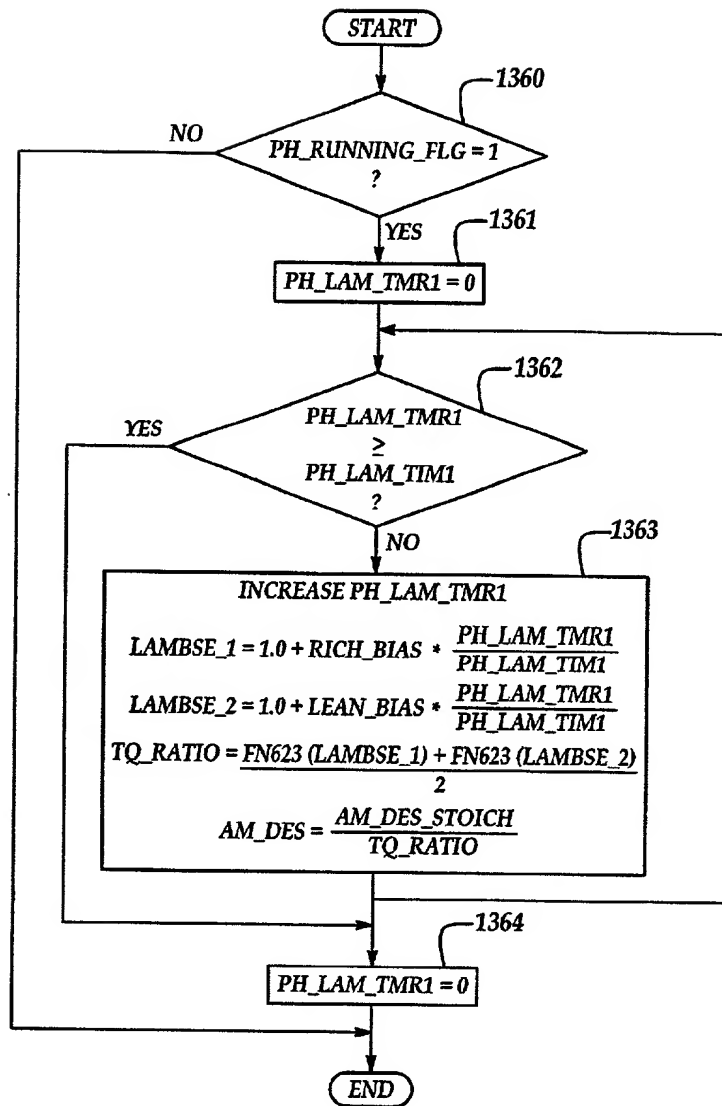 START
1360
NO
PH_RUNNING_FLG = 1
?
1361
YES
PH_LAM_TMR1 = 0
1362
YES
PH_LAM_TMR1
≥
PH_LAM_TIM1
?
NO
1363
INCREASE PH_LAM_TMR1
LAMBSE_1 = 1.0 + RICH_BIAS * PH_LAM_TMR1 / PH_LAM_TIM1
LAMBSE_2 = 1.0 + LEAN_BIAS * PH_LAM_TMR1 / PH_LAM_TIM1
TQ_RATIO = FN623 (LAMBSE_1) + FN623 (LAMBSE_2) / 2
AM_DES = AM_DES_STOICH / TQ_RATIO
1364
PH_LAM_TMR1 = 0
END